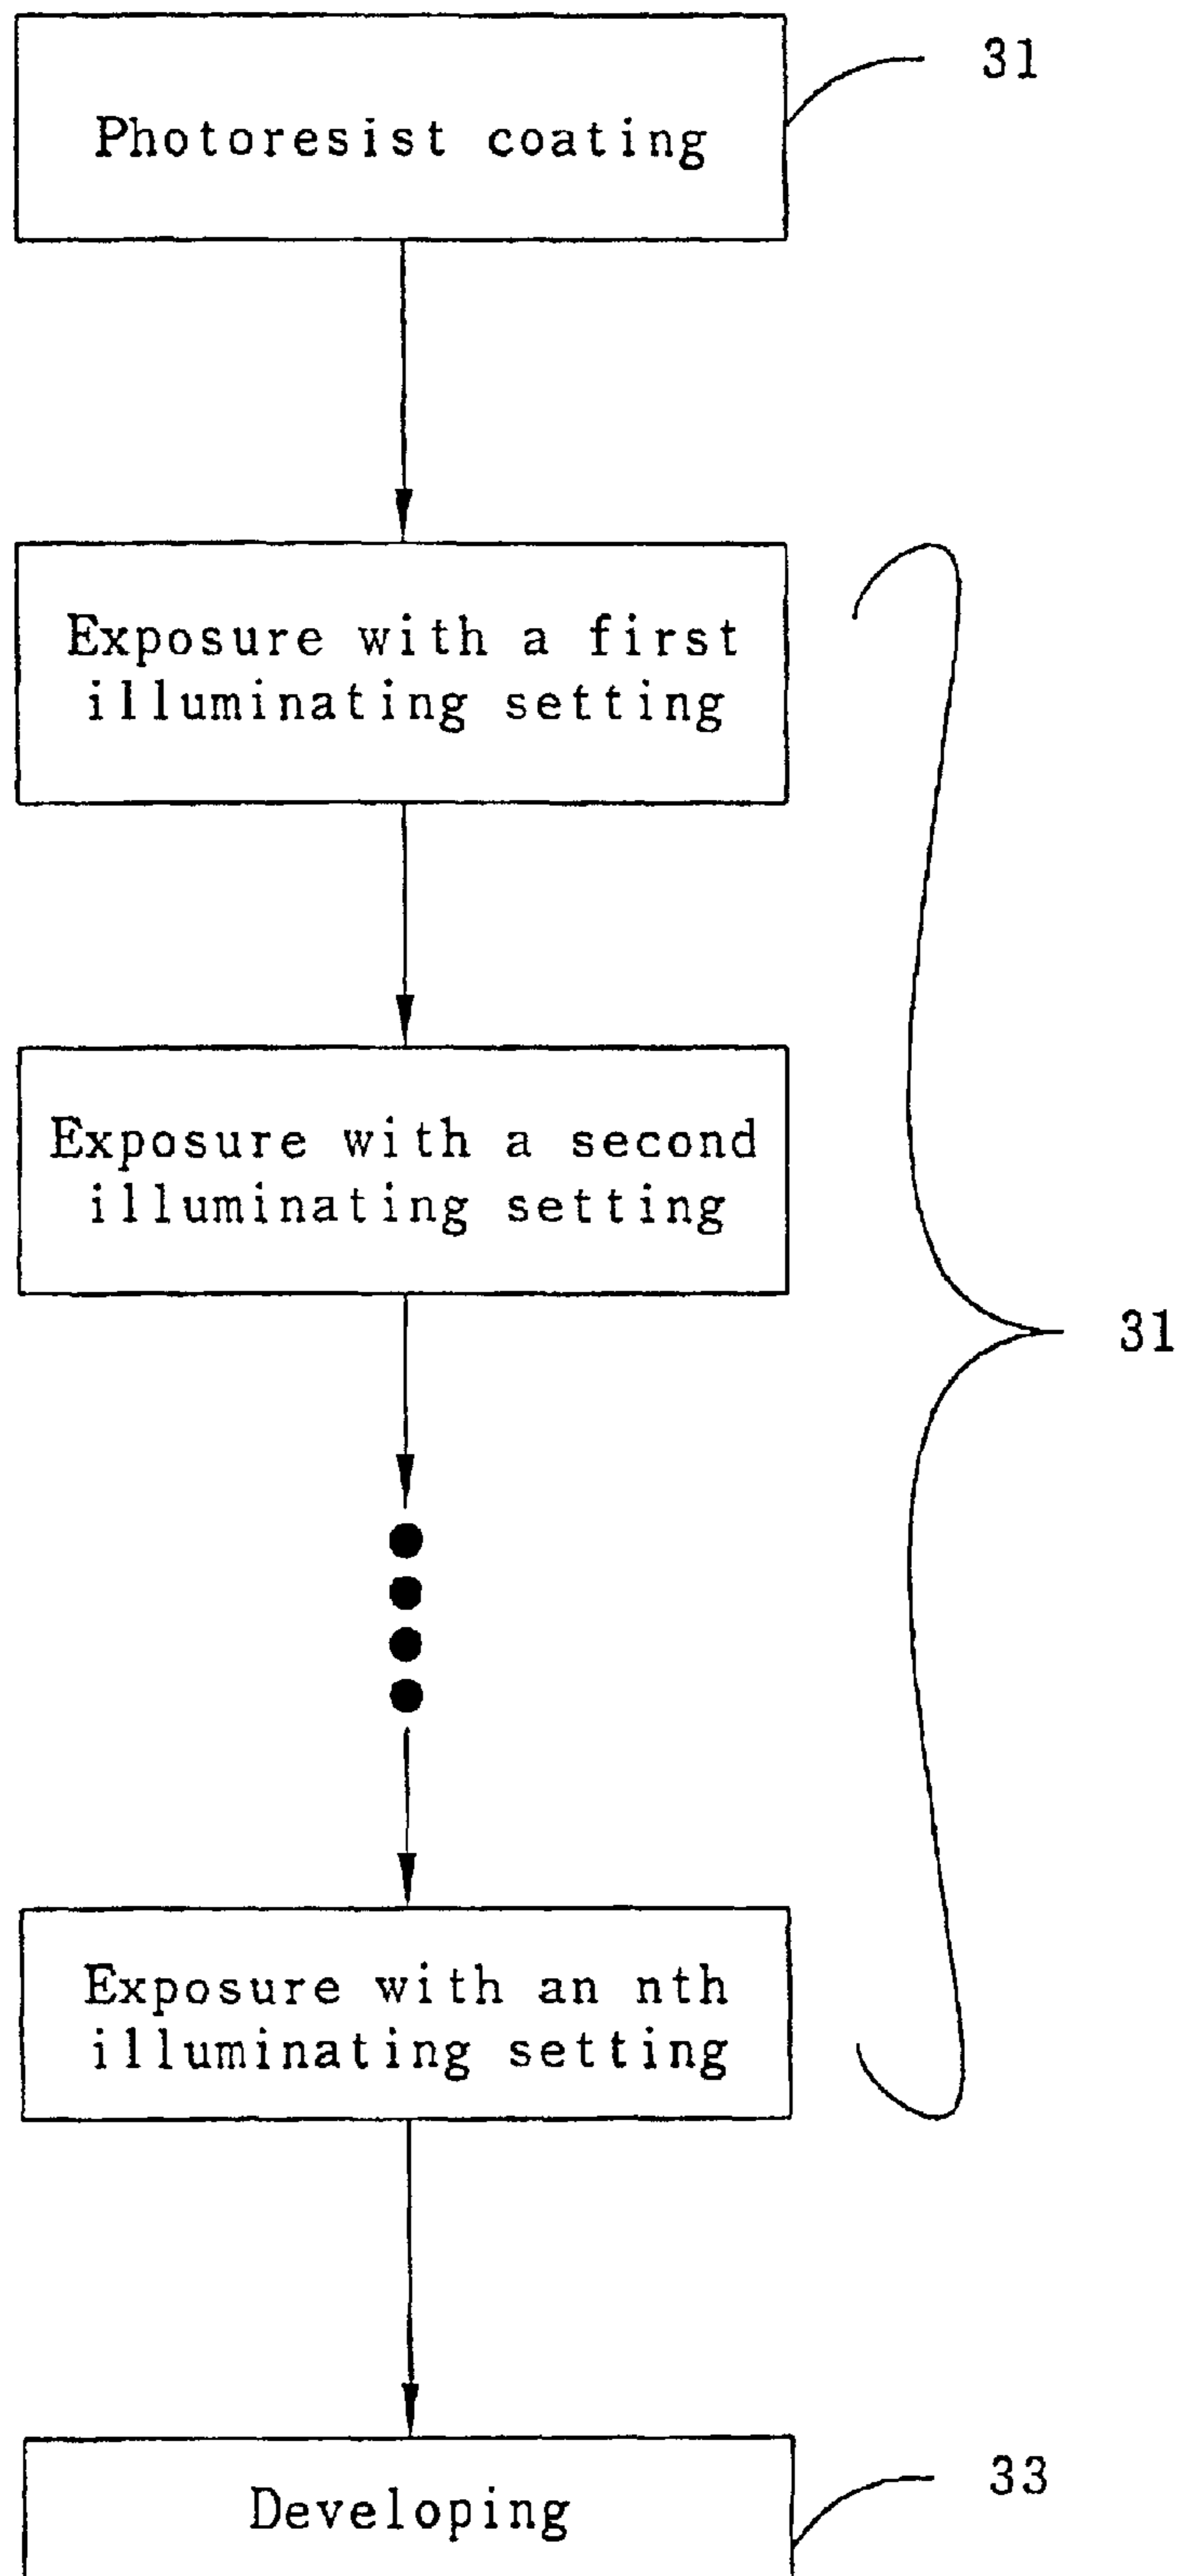 31
Photoresist coating
Exposure with a first
illuminating setting
Exposure with a second
illuminating setting
31
Exposure with an nth
illuminating setting
33
Developing